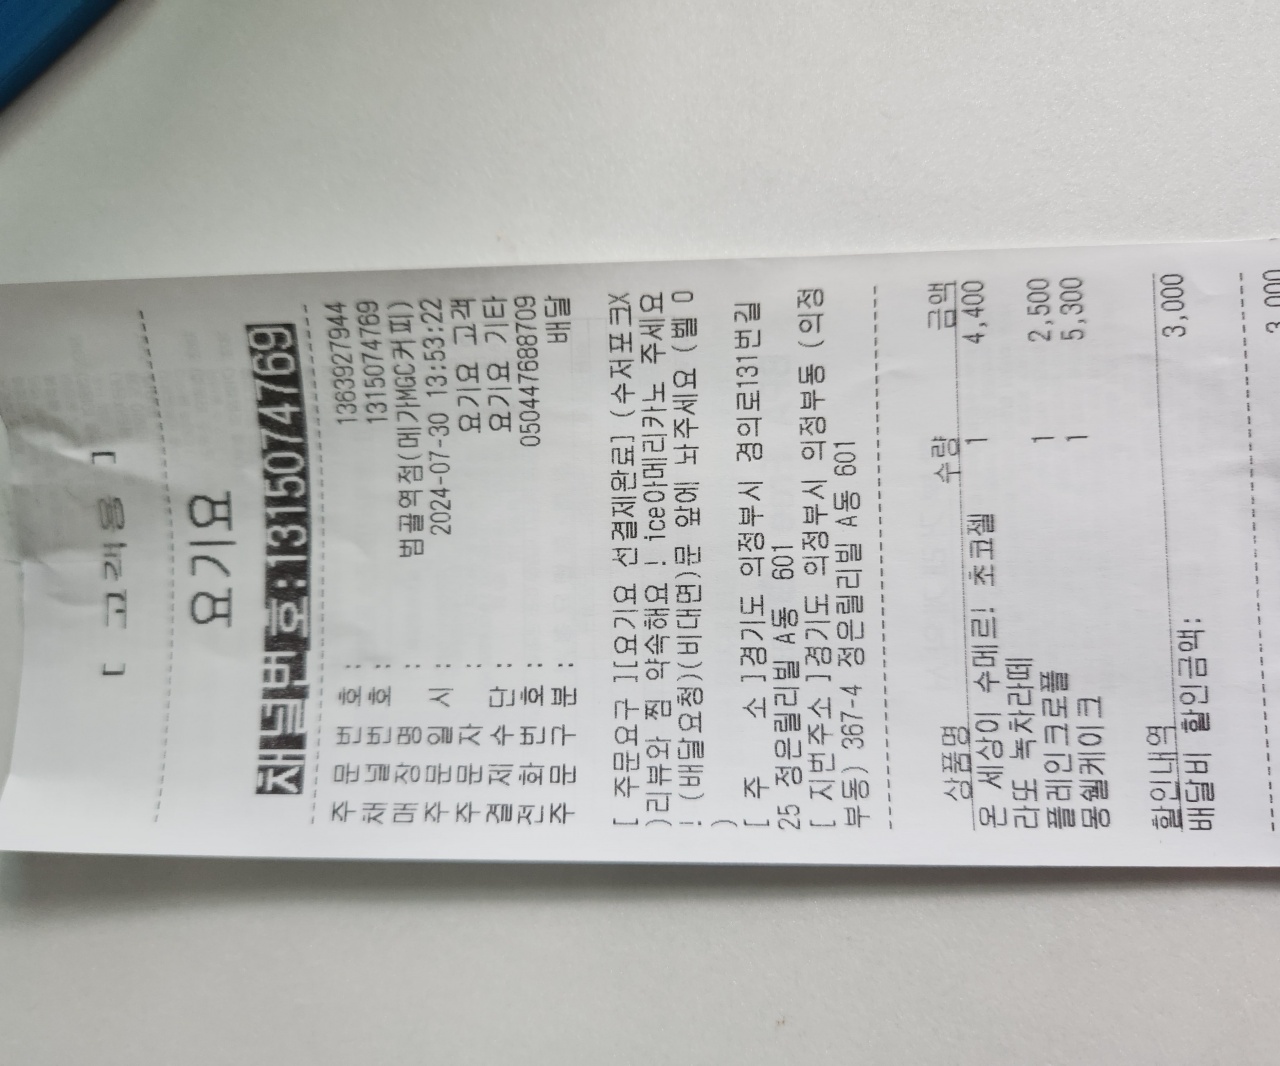 [ 고객용 ]
요기요
채널번호:1315074769
주 문 번 호 : 1363927944
채 널 번 호 : 1315074769
매 장 명 : 범골역점(메가MGC커피)
주 문 일 시 : 2024-07-30 13:53:22
주 문 자 : 요기요 고객
결 제 수 단 : 요기요 기타
전 화 번 호 : 05044768​8709
주 문 구 분 : 배달
[ 주문요구 ][요기요 선결제완료] (수저포크X
)리뷰와 찜 약속해요 ! ice아메리카노 주세요
! (배달요청)(비대면)문 앞에 놔주세요 (벨 O
)
[ 주 소 ]경기도 의정부시 경의로131번길
25 정은릴리빌 A동 601
[ 지번주소 ]경기도 의정부시 의정부동 (의정
부동) 367-4 정은릴리빌 A동 601
상품명 수량 금액
온 세상이 수메르! 초코젤 1 4,400
라또 녹차라떼
플레인크로플 1 2,500
몽쉘케이크 1 5,300
할인내역
배달비 할인금액: 3,000
3,000